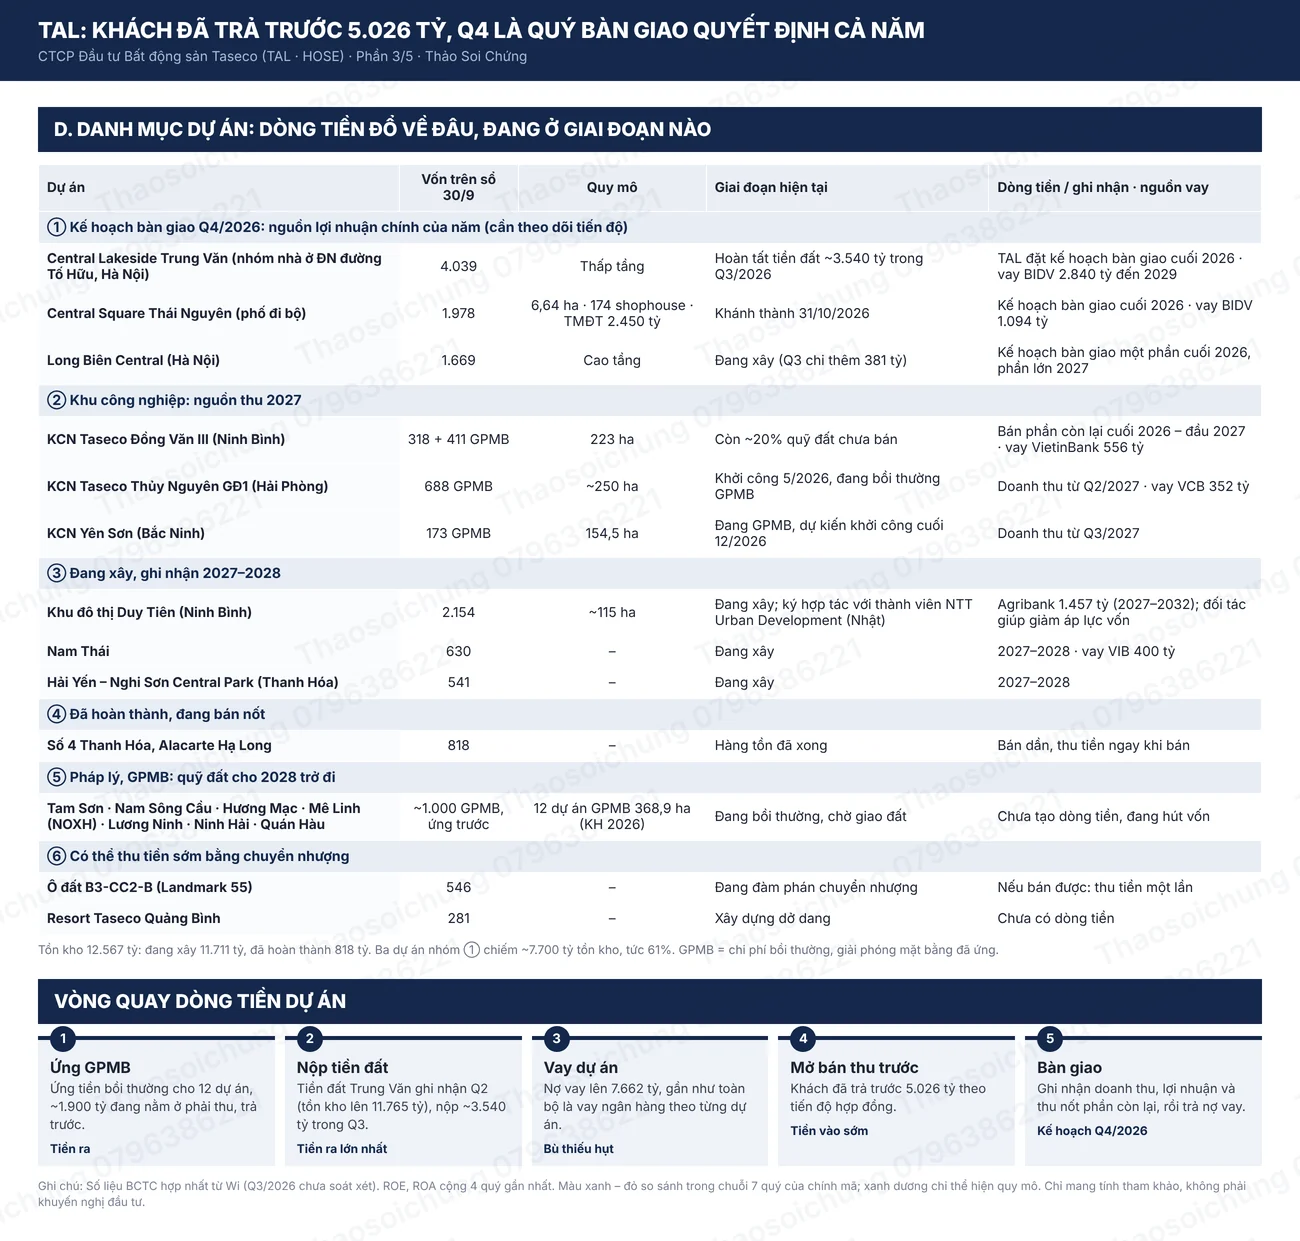 TAL: KHÁCH ĐÃ TRẢ TRƯỚC 5.026 TỶ, Q4 LÀ QUÝ BÀN GIAO QUYẾT ĐỊNH CẢ NĂM
CTCP Đầu tư Bất động sản Taseco (TAL · HOSE) · Phần 3/5 · Thảo Soi Chứng
D. DANH MỤC DỰ ÁN: DÒNG TIỀN ĐỔ VỀ ĐÂU, ĐANG Ở GIAI ĐOẠN NÀO
Dự án
Vốn trên sổ
30/9
Quy mô
Giai đoạn hiện tại
Dòng tiền / ghi nhận · nguồn vay
① Kế hoạch bàn giao Q4/2026: nguồn lợi nhuận chính của năm (cần theo dõi tiến độ)
Central Lakeside Trung Văn (nhóm nhà ở ĐN đường
Tố Hữu, Hà Nội)
4.039
Thấp tầng
Hoàn tất tiền đất ~3.540 tỷ trong
Q3/2026
TAL đặt kế hoạch bàn giao cuối 2026 ·
vay BIDV 2.840 tỷ đến 2029
Central Square Thái Nguyên (phố đi bộ)
1.978
6,64 ha · 174 shophouse ·
TMĐT 2.450 tỷ
Khánh thành 31/10/2026
Kế hoạch bàn giao cuối 2026 · vay BIDV
1.094 tỷ
Long Biên Central (Hà Nội)
1.669
Cao tầng
Đang xây (Q3 chi thêm 381 tỷ)
Kế hoạch bàn giao một phần cuối 2026,
phần lớn 2027
② Khu công nghiệp: nguồn thu 2027
KCN Taseco Đồng Văn III (Ninh Bình)
318 + 411 GPMB
223 ha
Còn ~20% quỹ đất chưa bán
Bán phần còn lại cuối 2026 – đầu 2027
· vay VietinBank 556 tỷ
KCN Taseco Thủy Nguyên GĐ1 (Hải Phòng)
688 GPMB
~250 ha
Khởi công 5/2026, đang bồi thường
GPMB
Doanh thu từ Q2/2027 · vay VCB 352 tỷ
KCN Yên Sơn (Bắc Ninh)
173 GPMB
154,5 ha
Đang GPMB, dự kiến khởi công cuối
12/2026
Doanh thu từ Q3/2027
③ Đang xây, ghi nhận 2027–2028
Khu đô thị Duy Tiên (Ninh Bình)
2.154
~115 ha
Đang xây; ký hợp tác với thành viên NTT
Urban Development (Nhật)
Agribank 1.457 tỷ (2027–2032); đối tác
giúp giảm áp lực vốn
Nam Thái
630
–
Đang xây
2027–2028 · vay VIB 400 tỷ
Hải Yến – Nghi Sơn Central Park (Thanh Hóa)
541
–
Đang xây
2027–2028
④ Đã hoàn thành, đang bán nốt
Số 4 Thanh Hóa, Alacarte Hạ Long
818
–
Hàng tồn đã xong
Bán dần, thu tiền ngay khi bán
⑤ Pháp lý, GPMB: quỹ đất cho 2028 trở đi
Tam Sơn · Nam Sông Cầu · Hương Mạc · Mê Linh
(NOXH) · Lương Ninh · Ninh Hải · Quán Hàu
~1.000 GPMB,
ứng trước
12 dự án GPMB 368,9 ha
(KH 2026)
Đang bồi thường, chờ giao đất
Chưa tạo dòng tiền, đang hút vốn
⑥ Có thể thu tiền sớm bằng chuyển nhượng
Ô đất B3-CC2-B (Landmark 55)
546
–
Đang đàm phán chuyển nhượng
Nếu bán được: thu tiền một lần
Resort Taseco Quảng Bình
281
–
Xây dựng dở dang
Chưa có dòng tiền
Tồn kho 12.567 tỷ: đang xây 11.711 tỷ, đã hoàn thành 818 tỷ. Ba dự án nhóm ① chiếm ~7.700 tỷ tồn kho, tức 61%. GPMB = chi phí bồi thường, giải phóng mặt bằng đã ứng.
VÒNG QUAY DÒNG TIỀN DỰ ÁN
1
Ứng GPMB
Ứng tiền bồi thường cho 12 dự án,
~1.900 tỷ đang nằm ở phải thu, trả
trước.
Tiền ra
2
Nộp tiền đất
Tiền đất Trung Văn ghi nhận Q2
(tồn kho lên 11.765 tỷ), nộp ~3.540
tỷ trong Q3.
Tiền ra lớn nhất
3
Vay dự án
Nợ vay lên 7.662 tỷ, gần như toàn
bộ là vay ngân hàng theo từng dự
án.
Bù thiếu hụt
4
Mở bán thu trước
Khách đã trả trước 5.026 tỷ theo
tiến độ hợp đồng.
Tiền vào sớm
5
Bàn giao
Ghi nhận doanh thu, lợi nhuận và
thu nốt phần còn lại, rồi trả nợ vay.
Kế hoạch Q4/2026
Ghi chú: Số liệu BCTC hợp nhất từ Wi (Q3/2026 chưa soát xét). ROE, ROA cộng 4 quý gần nhất. Màu xanh – đỏ so sánh trong chuỗi 7 quý của chính mã; xanh dương chỉ thể hiện quy mô. Chỉ mang tính tham khảo, không phải
khuyến nghị đầu tư.
Thaosoichung 0796386221